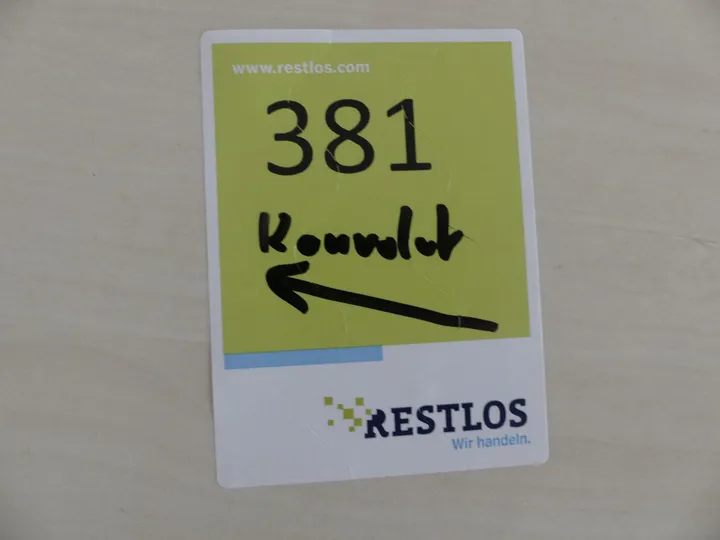 www.restlos.com
381
Konvolut
RESTLOS
Wir handeln.